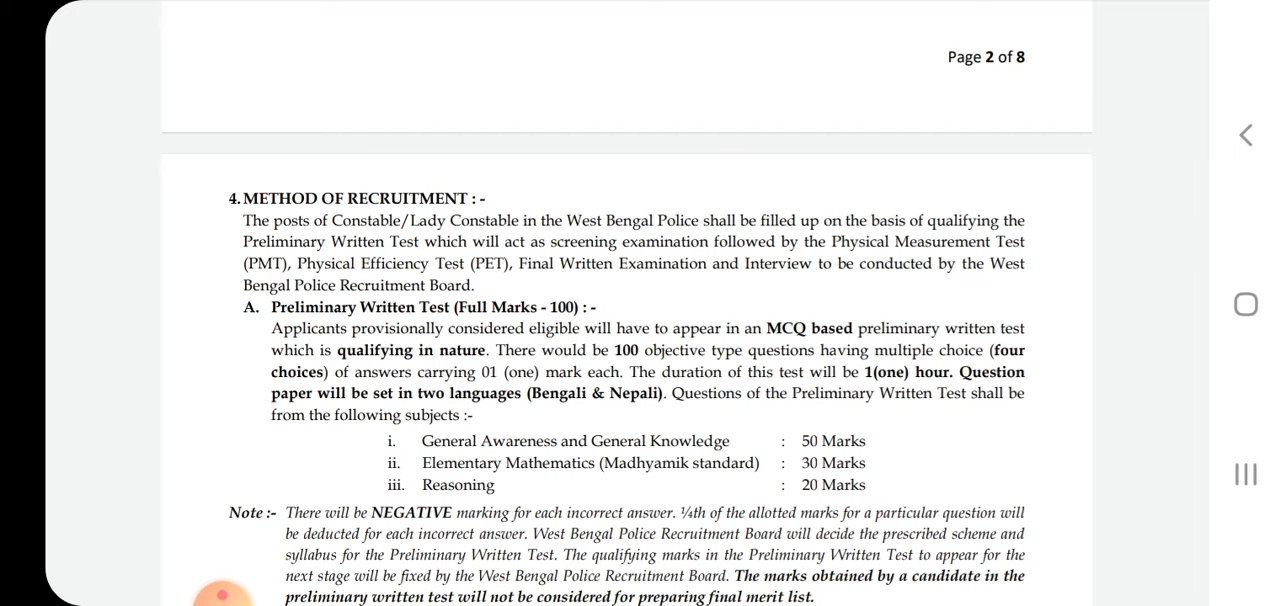 Page 2 of 8
4. METHOD OF RECRUITMENT : -
The posts of Constable/Lady Constable in the West Bengal Police shall be filled up on the basis of qualifying the
Preliminary Written Test which will act as screening examination followed by the Physical Measurement Test
(PMT), Physical Efficiency Test (PET), Final Written Examination and Interview to be conducted by the West
Bengal Police Recruitment Board.
A. Preliminary Written Test (Full Marks - 100) : -
Applicants provisionally considered eligible will have to appear in an MCQ based preliminary written test
which is qualifying in nature. There would be 100 objective type questions having multiple choice (four
choices) of answers carrying 01 (one) mark each. The duration of this test will be 1(one) hour. Question
paper will be set in two languages (Bengali & Nepali). Questions of the Preliminary Written Test shall be
from the following subjects :-
i. General Awareness and General Knowledge : 50 Marks
ii. Elementary Mathematics (Madhyamik standard) : 30 Marks
iii. Reasoning : 20 Marks
Note :- There will be NEGATIVE marking for each incorrect answer. ¼th of the allotted marks for a particular question will
be deducted for each incorrect answer. West Bengal Police Recruitment Board will decide the prescribed scheme and
syllabus for the Preliminary Written Test. The qualifying marks in the Preliminary Written Test to appear for the
next stage will be fixed by the West Bengal Police Recruitment Board. The marks obtained by a candidate in the
preliminary written test will not be considered for preparing final merit list.